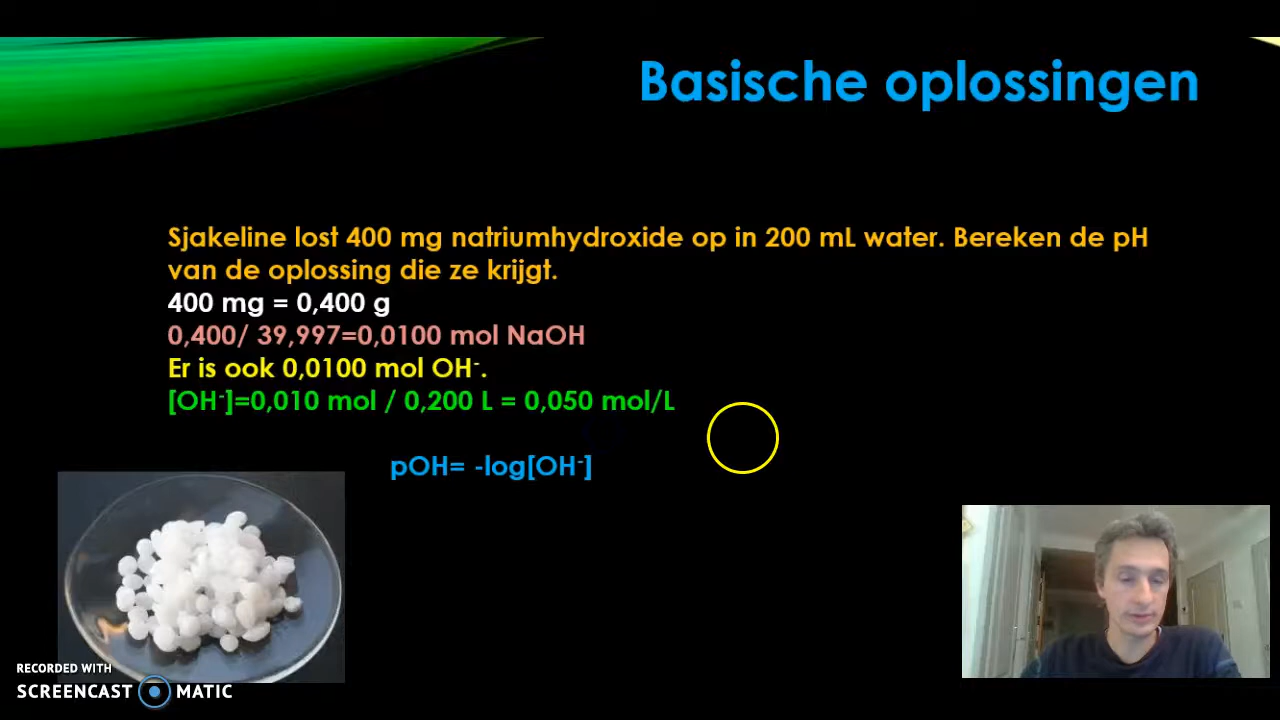 Basische oplossingen
Sjakeline lost 400 mg natriumhydroxide op in 200 mL water. Bereken de pH
van de oplossing die ze krijgt.
400 mg = 0,400 g
0,400/ 39,997=0,0100 mol NaOH
Er is ook 0,0100 mol OH⁻.
[OH⁻]=0,010 mol / 0,200 L = 0,050 mol/L
pOH= -log[OH⁻]
RECORDED WITH
SCREENCAST MATIC